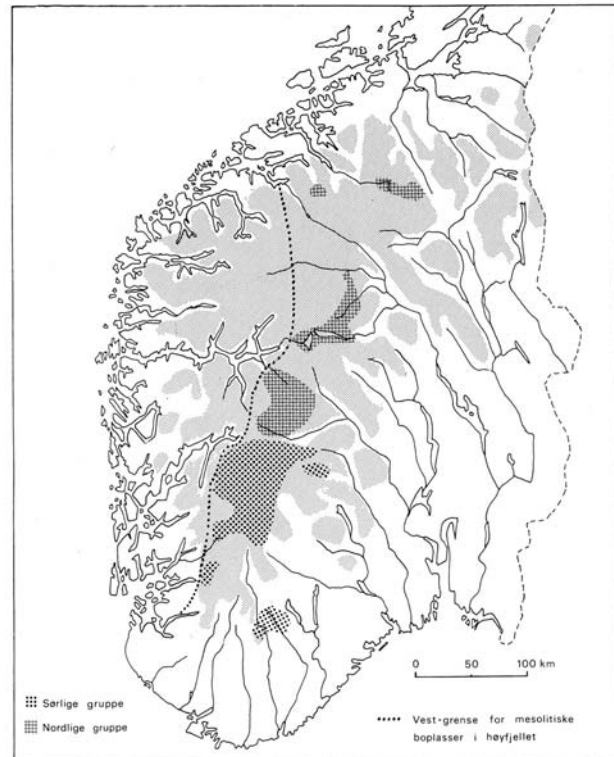 0 50 100 km
Sørlige gruppe
Nordlige gruppe
Vest-grense for mesolitiske
boplasser i høyfjellet